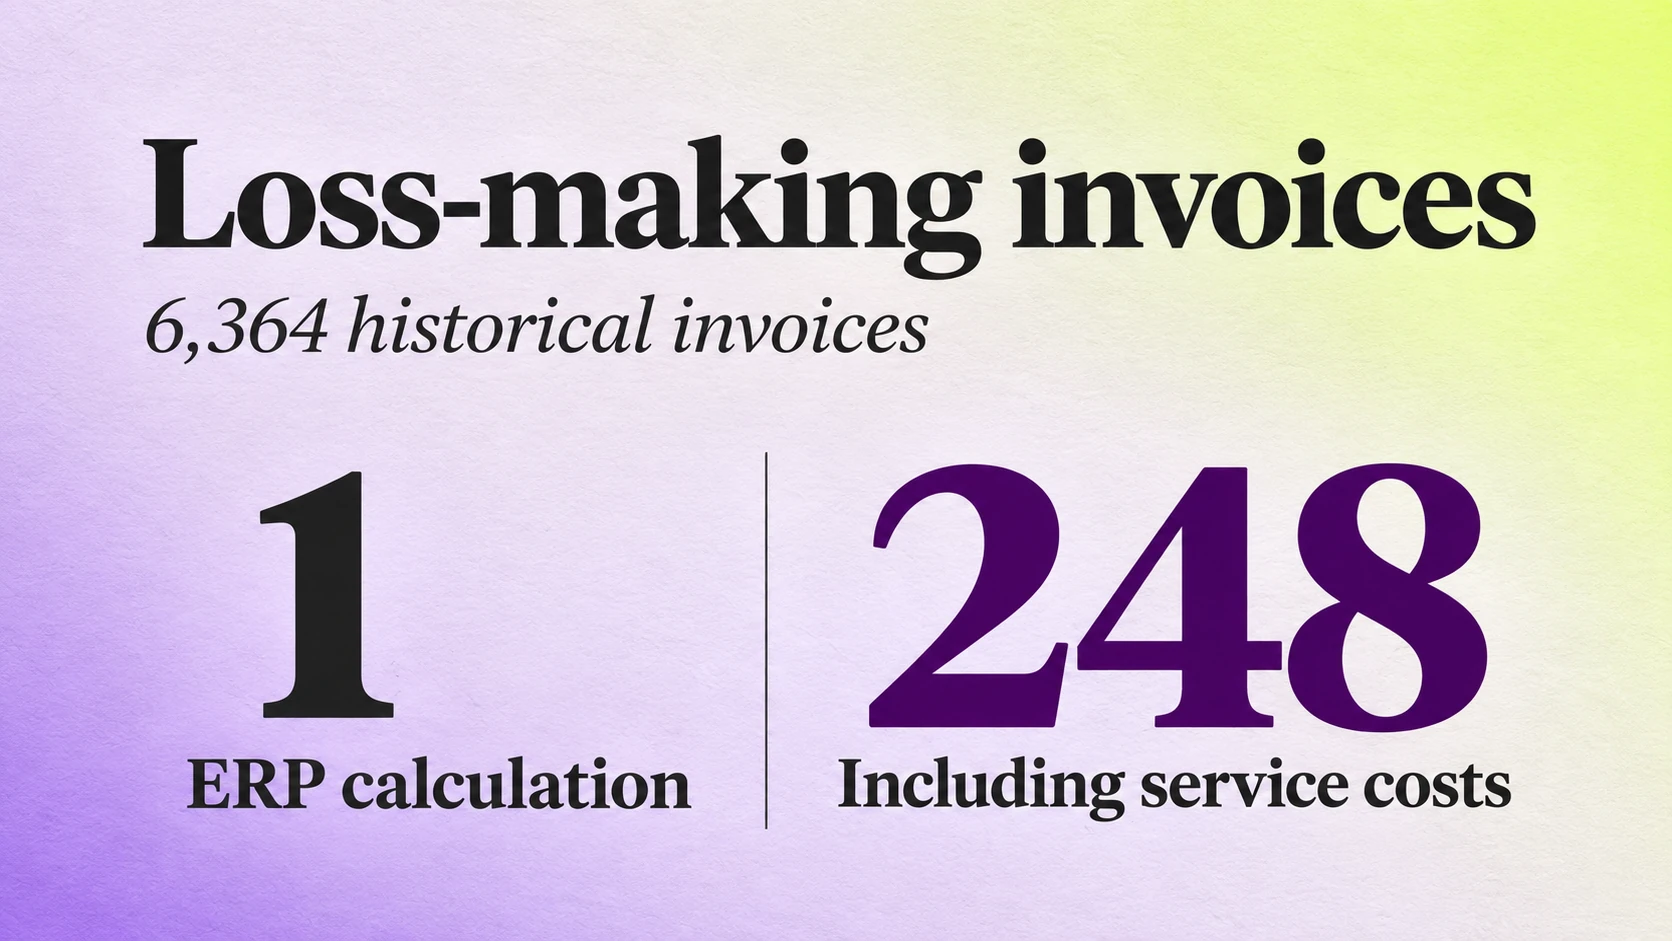 Loss-making invoices
6,364 historical invoices
1
ERP calculation
248
Including service costs